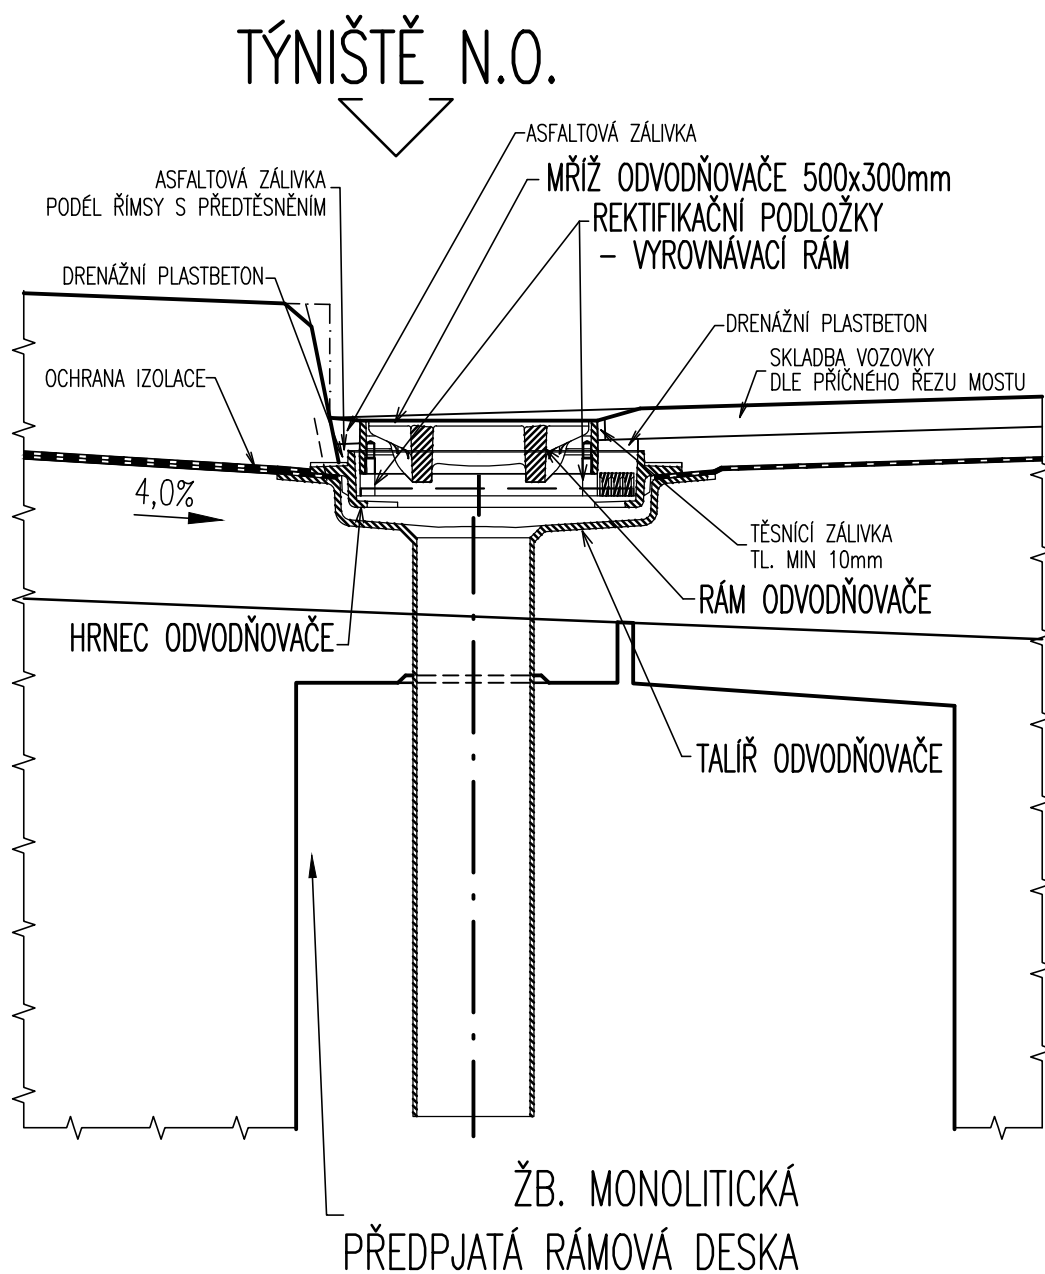 TÝNIŠTĚ N.O.
ASFALTOVÁ ZÁLIVKA
MŘÍŽ ODVODŇOVAČE 500x300mm
ASFALTOVÁ ZÁLIVKA
PODÉL ŘÍMSY S PŘEDTĚSNĚNÍM
REKTIFIKAČNÍ PODLOŽKY
– VYROVNÁVACÍ RÁM
DRENÁŽNÍ PLASTBETON
DRENÁŽNÍ PLASTBETON
SKLADBA VOZOVKY
DLE PŘÍČNÉHO ŘEZU MOSTU
OCHRANA IZOLACE
4,0%
TĚSNÍCÍ ZÁLIVKA
TL. MIN 10mm
RÁM ODVODŇOVAČE
HRNEC ODVODŇOVAČE
TALÍŘ ODVODŇOVAČE
ŽB. MONOLITICKÁ
PŘEDPJATÁ RÁMOVÁ DESKA